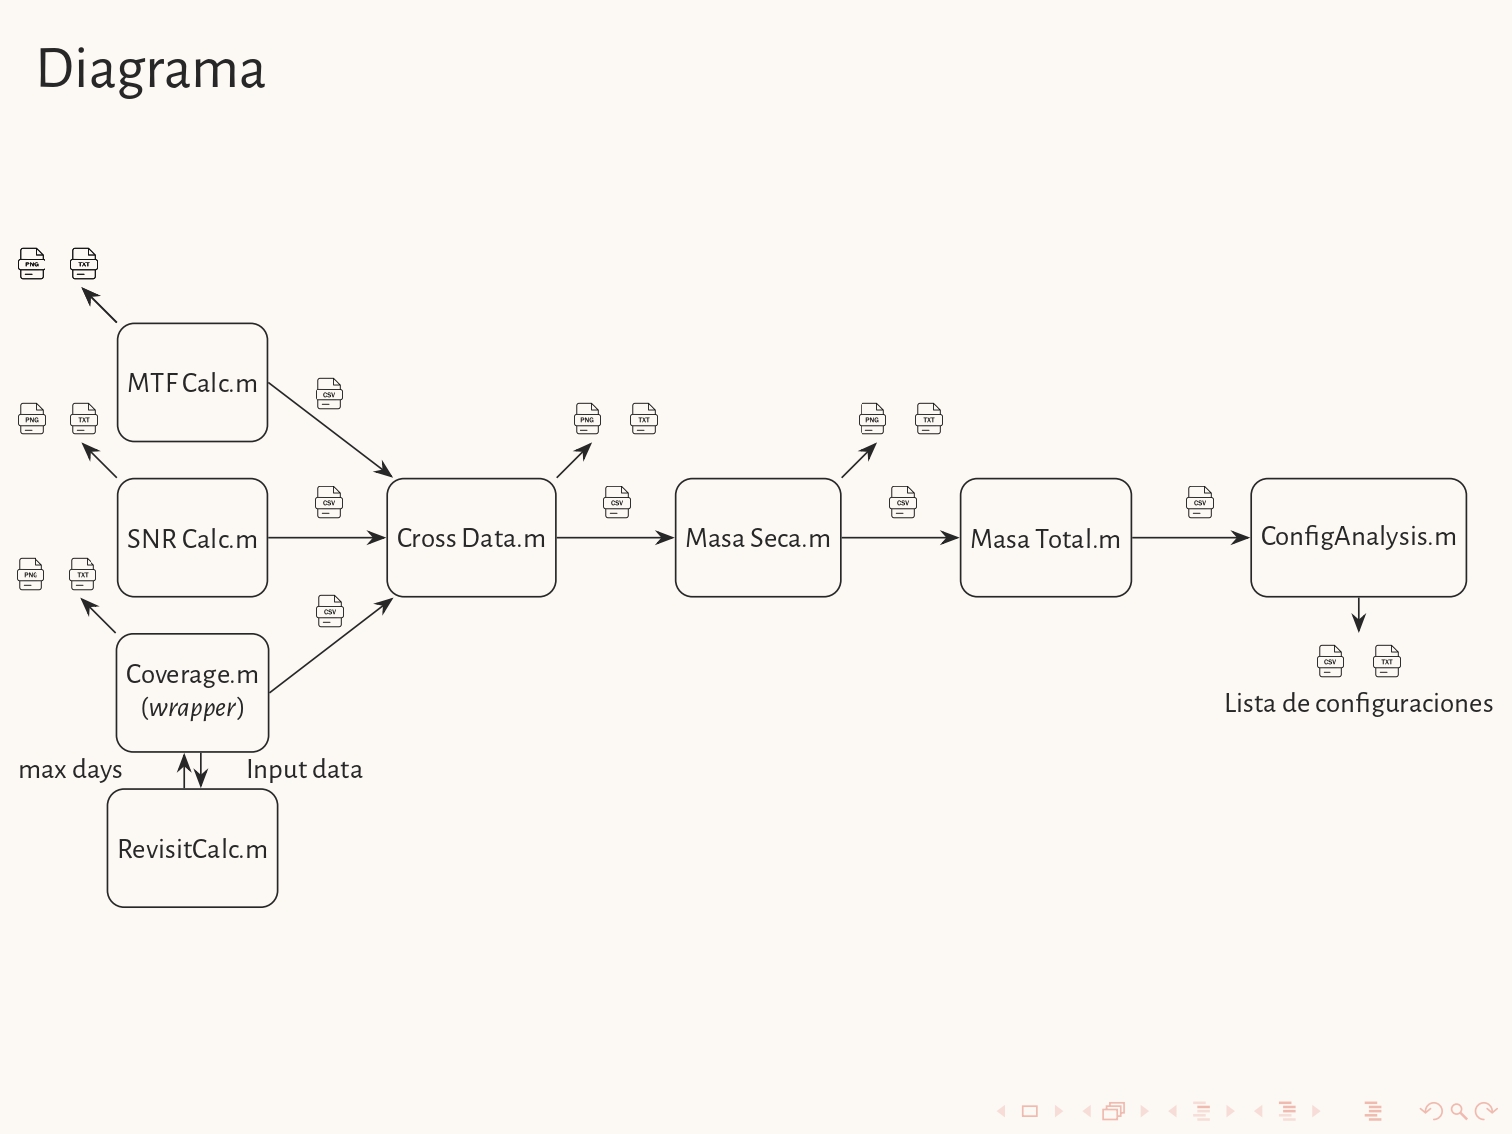 Diagrama
PNG TXT
MTF Calc.m
CSV
PNG TXT
PNG TXT
PNG TXT
SNR Calc.m
CSV
Cross Data.m
CSV
Masa Seca.m
CSV
Masa Total.m
CSV
ConfigAnalysis.m
PNG TXT
CSV
Coverage.m
(wrapper)
CSV TXT
Lista de configuraciones
max days
Input data
RevisitCalc.m